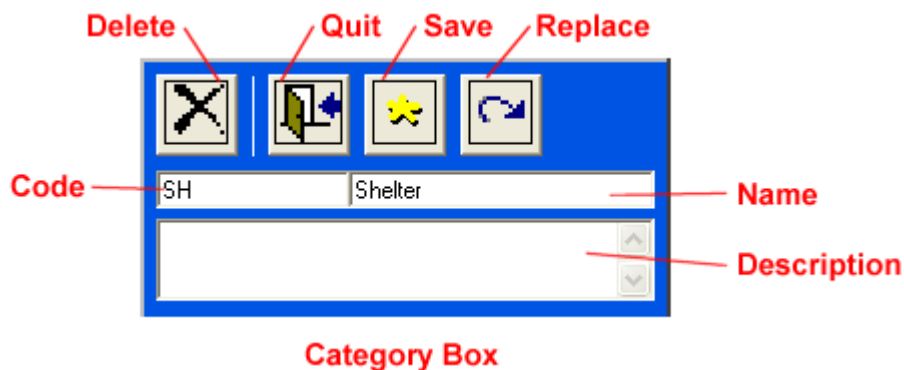 Delete Quit Save Replace
Code SH Shelter Name
Description
Category Box